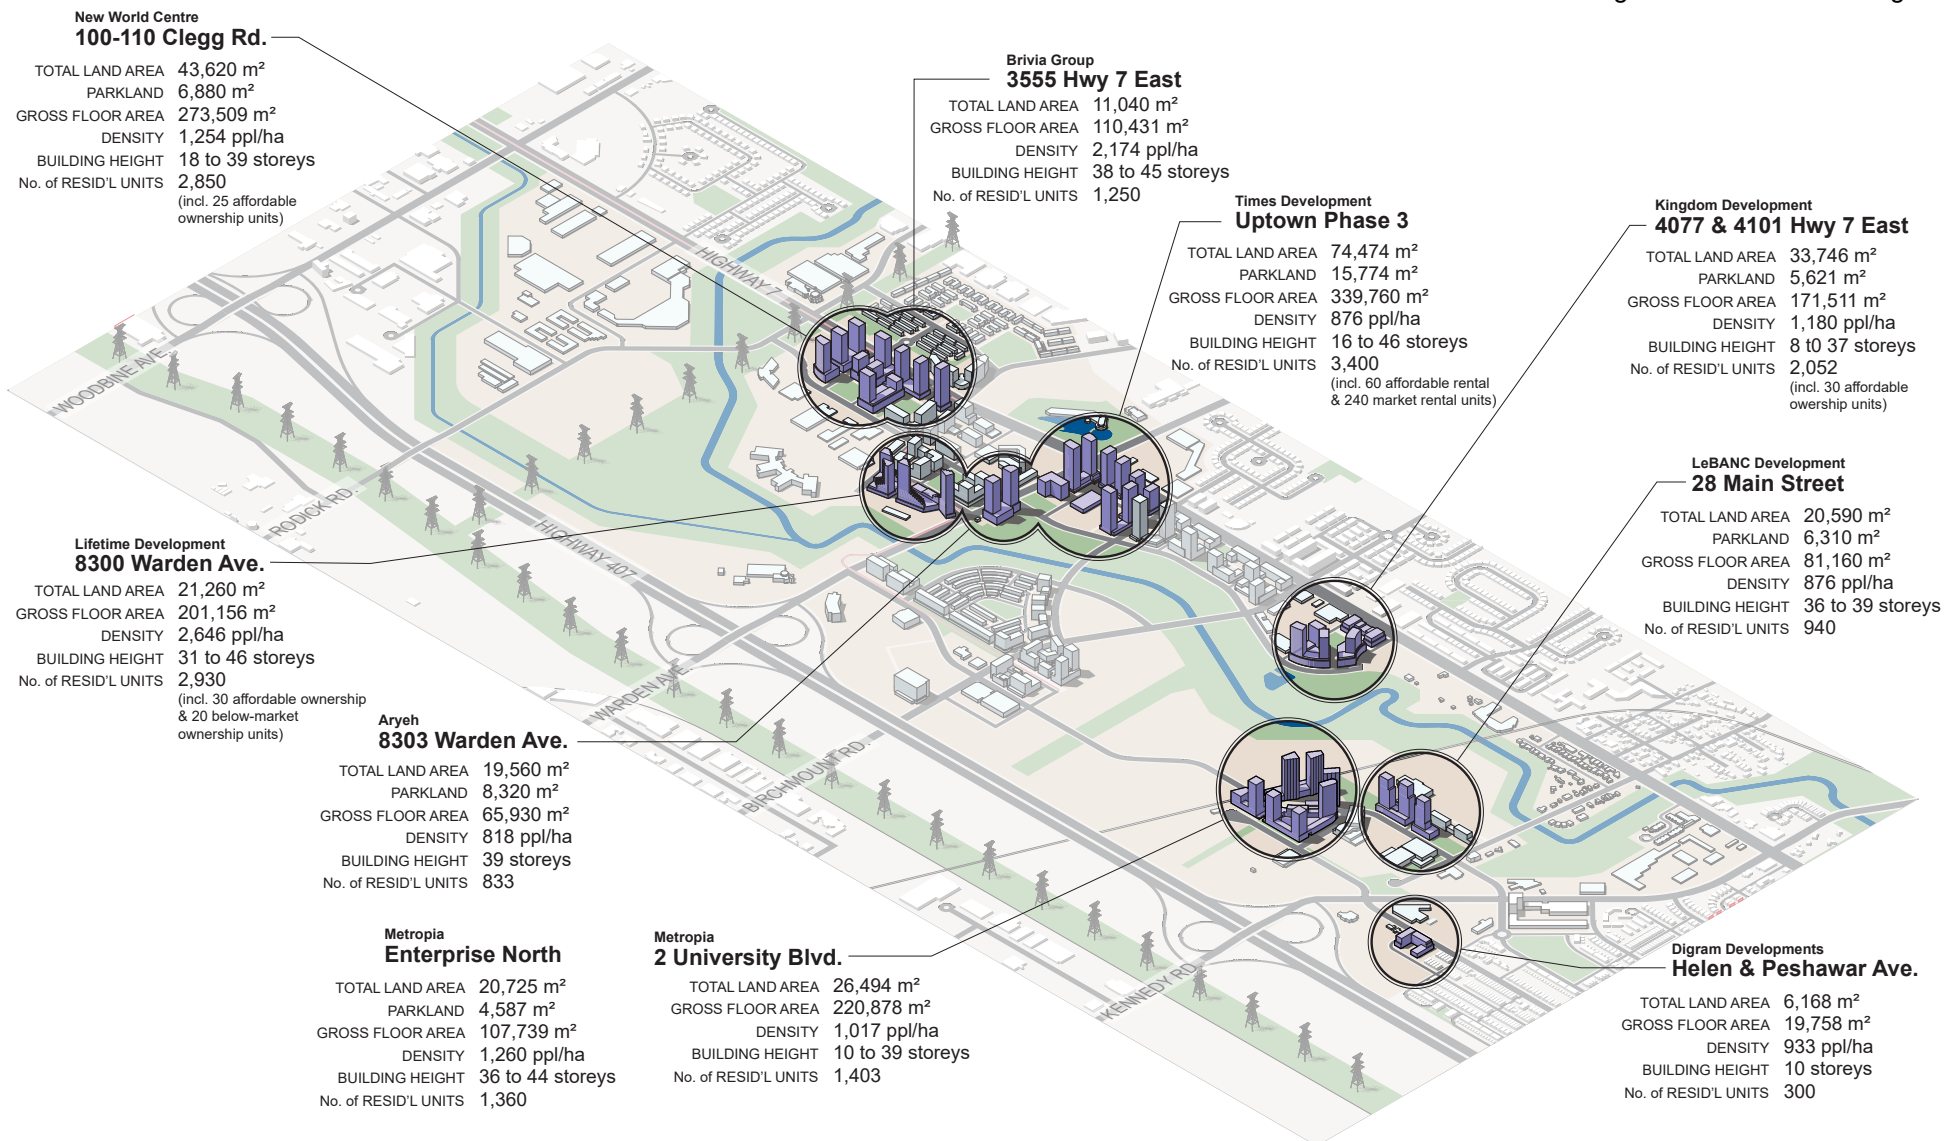 New World Centre
100-110 Clegg Rd.
TOTAL LAND AREA 43,620 m²
PARKLAND 6,880 m²
GROSS FLOOR AREA 273,509 m²
DENSITY 1,254 ppl/ha
BUILDING HEIGHT 18 to 39 storeys
No. of RESID'L UNITS 2,850
(incl. 25 affordable
ownership units)
Brivia Group
3555 Hwy 7 East
TOTAL LAND AREA 11,040 m²
GROSS FLOOR AREA 110,431 m²
DENSITY 2,174 ppl/ha
BUILDING HEIGHT 38 to 45 storeys
No. of RESID'L UNITS 1,250
Times Development
Uptown Phase 3
TOTAL LAND AREA 74,474 m²
PARKLAND 15,774 m²
GROSS FLOOR AREA 339,760 m²
DENSITY 876 ppl/ha
BUILDING HEIGHT 16 to 46 storeys
No. of RESID'L UNITS 3,400
(incl. 60 affordable rental
& 240 market rental units)
Kingdom Development
4077 & 4101 Hwy 7 East
TOTAL LAND AREA 33,746 m²
PARKLAND 5,621 m²
GROSS FLOOR AREA 171,511 m²
DENSITY 1,180 ppl/ha
BUILDING HEIGHT 8 to 37 storeys
No. of RESID'L UNITS 2,052
(incl. 30 affordable
owership units)
LeBANC Development
28 Main Street
TOTAL LAND AREA 20,590 m²
PARKLAND 6,310 m²
GROSS FLOOR AREA 81,160 m²
DENSITY 876 ppl/ha
BUILDING HEIGHT 36 to 39 storeys
No. of RESID'L UNITS 940
HIGHWAY 7
WOODBINE AVE.
RODICK RD.
HIGHWAY 407
WARDEN AVE.
BIRCHMOUNT RD.
KENNEDY RD.
Lifetime Development
8300 Warden Ave.
TOTAL LAND AREA 21,260 m²
GROSS FLOOR AREA 201,156 m²
DENSITY 2,646 ppl/ha
BUILDING HEIGHT 31 to 46 storeys
No. of RESID'L UNITS 2,930
(incl. 30 affordable ownership
& 20 below-market
ownership units)
Aryeh
8303 Warden Ave.
TOTAL LAND AREA 19,560 m²
PARKLAND 8,320 m²
GROSS FLOOR AREA 65,930 m²
DENSITY 818 ppl/ha
BUILDING HEIGHT 39 storeys
No. of RESID'L UNITS 833
Metropia
Enterprise North
TOTAL LAND AREA 20,725 m²
PARKLAND 4,587 m²
GROSS FLOOR AREA 107,739 m²
DENSITY 1,260 ppl/ha
BUILDING HEIGHT 36 to 44 storeys
No. of RESID'L UNITS 1,360
Metropia
2 University Blvd.
TOTAL LAND AREA 26,494 m²
GROSS FLOOR AREA 220,878 m²
DENSITY 1,017 ppl/ha
BUILDING HEIGHT 10 to 39 storeys
No. of RESID'L UNITS 1,403
Digram Developments
Helen & Peshawar Ave.
TOTAL LAND AREA 6,168 m²
GROSS FLOOR AREA 19,758 m²
DENSITY 933 ppl/ha
BUILDING HEIGHT 10 storeys
No. of RESID'L UNITS 300